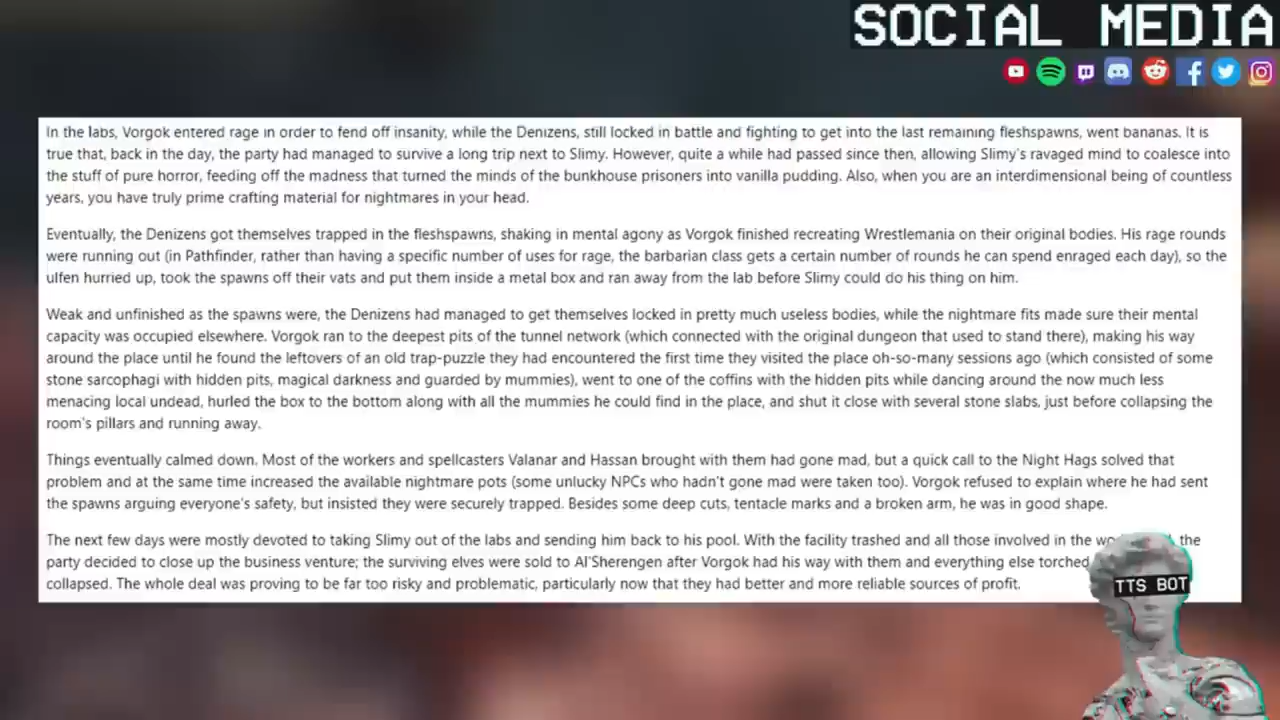 SOCIAL MEDIA
In the labs, Vorgok entered rage in order to fend off insanity, while the Denizens, still locked in battle and fighting to get into the last remaining fleshspawns, went bananas. It is
true that, back in the day, the party had managed to survive a long trip next to Slimy. However, quite a while had passed since then, allowing Slimy's ravaged mind to coalesce into
the stuff of pure horror, feeding off the madness that turned the minds of the bunkhouse prisoners into vanilla pudding. Also, when you are an interdimensional being of countless
years, you have truly prime crafting material for nightmares in your head.
Eventually, the Denizens got themselves trapped in the fleshspawns, shaking in mental agony as Vorgok finished recreating Wrestlemania on their original bodies. His rage rounds
were running out (in Pathfinder, rather than having a specific number of uses for rage, the barbarian class gets a certain number of rounds he can spend enraged each day), so the
ulfen hurried up, took the spawns off their vats and put them inside a metal box and ran away from the lab before Slimy could do his thing on him.
Weak and unfinished as the spawns were, the Denizens had managed to get themselves locked in pretty much useless bodies, while the nightmare fits made sure their mental
capacity was occupied elsewhere. Vorgok ran to the deepest pits of the tunnel network (which connected with the original dungeon that used to stand there), making his way
around the place until he found the leftovers of an old trap-puzzle they had encountered the first time they visited the place oh-so-many sessions ago (which consisted of some
stone sarcophagi with hidden pits, magical darkness and guarded by mummies), went to one of the coffins with the hidden pits while dancing around the now much less
menacing local undead, hurled the box to the bottom along with all the mummies he could find in the place, and shut it close with several stone slabs, just before collapsing the
room's pillars and running away.
Things eventually calmed down. Most of the workers and spellcasters Valanar and Hassan brought with them had gone mad, but a quick call to the Night Hags solved that
problem and at the same time increased the available nightmare pots (some unlucky NPCs who hadn't gone mad were taken too). Vorgok refused to explain where he had sent
the spawns arguing everyone's safety, but insisted they were securely trapped. Besides some deep cuts, tentacle marks and a broken arm, he was in good shape.
The next few days were mostly devoted to taking Slimy out of the labs and sending him back to his pool. With the facility trashed and all those involved in the the
party decided to close up the business venture; the surviving elves were sold to Al'Sherengen after Vorgok had his way with them and everything else torched
collapsed. The whole deal was proving to be far too risky and problematic, particularly now that they had better and more reliable sources of profit.
TTS BOT